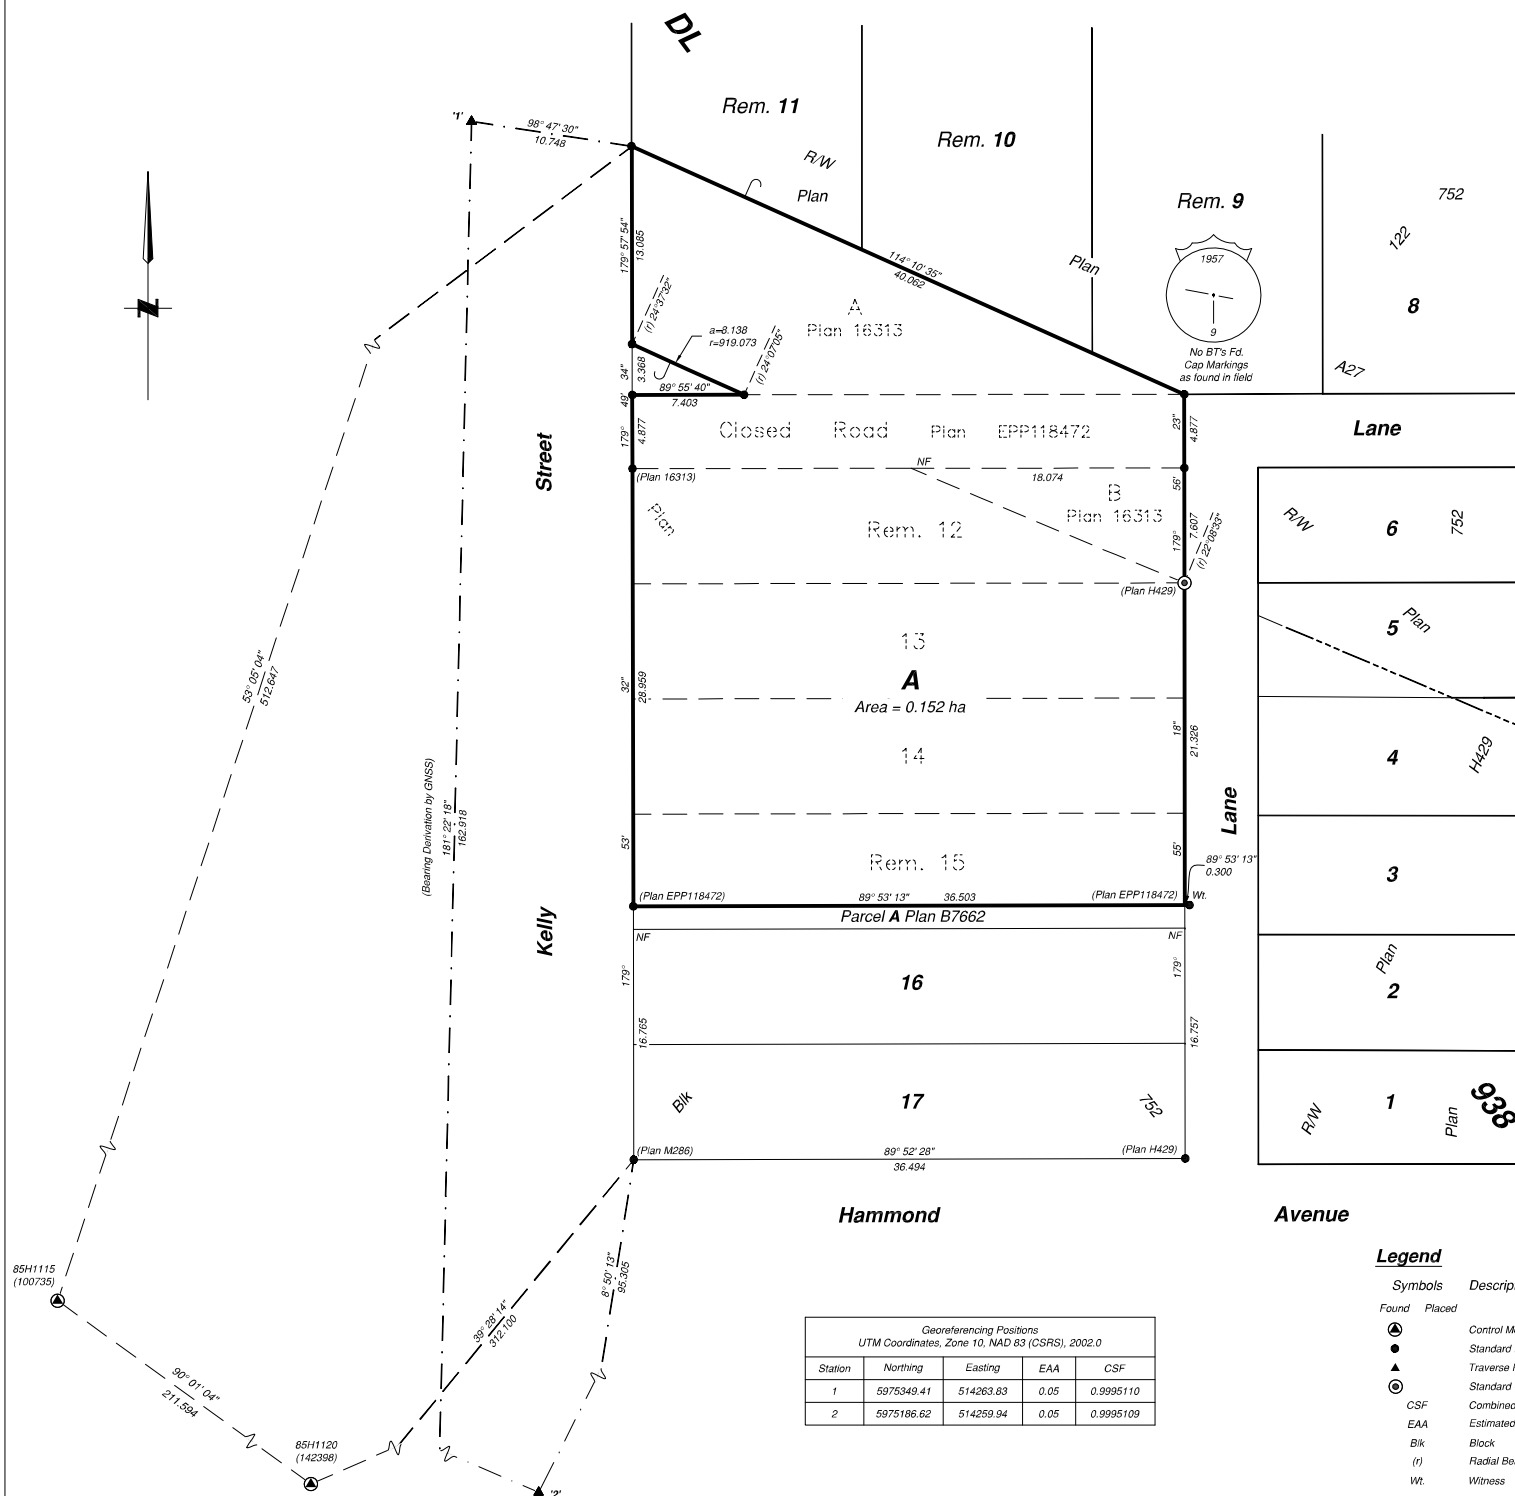 DL
Rem. 11
Rem. 10
Rem. 9
R/W
Plan
Plan
752
122
8
A27
'1'
98° 47' 30"
10.748
1957
9
No BT's Fd.
Cap Markings
as found in field
179° 57' 54"
13.085
114° 10' 35"
40.062
(r) 24°37'32"
a=8.138
r=919.073
(r) 24°07'05"
A
Plan 16313
34"
3.368
89° 55' 40"
7.403
49'
179°
4.877
Closed Road Plan EPP118472
23"
4.877
Lane
Street
(Plan 16313)
NF
18.074
56'
B
Plan 16313
Plan
Rem. 12
179°
7.607
(r) 22°08'33"
(Plan H429)
R/W
6
752
5
Plan
13
A
Area = 0.152 ha
32"
28.959
14
18"
21.326
4
H429
53° 05' 04"
512.647
(Bearing Derivation by GNSS)
181° 22' 18"
162.918
Lane
53'
Rem. 15
55'
89° 53' 13"
0.300
3
(Plan EPP118472)
89° 53' 13" 36.503
(Plan EPP118472)
Wt.
Parcel A Plan B7662
Kelly
NF
NF
179°
16
179°
16.765
16.757
Plan
2
Blk
17
752
R/W
1
Plan
938
(Plan M286)
89° 52' 28"
36.494
(Plan H429)
Hammond
Avenue
85H1115
(100735)
8° 50' 13"
95.305
39° 28' 14"
312.100
90° 01' 04"
211.594
85H1120
(142398)
'2'
Georeferencing Positions
UTM Coordinates, Zone 10, NAD 83 (CSRS), 2002.0
Station Northing Easting EAA CSF
1 5975349.41 514263.83 0.05 0.9995110
2 5975186.62 514259.94 0.05 0.9995109
Legend
Symbols Descrip
Found Placed
Control M
Standard
Traverse
Standard
CSF Combined
EAA Estimated
Blk Block
(r) Radial Be
Wt. Witness